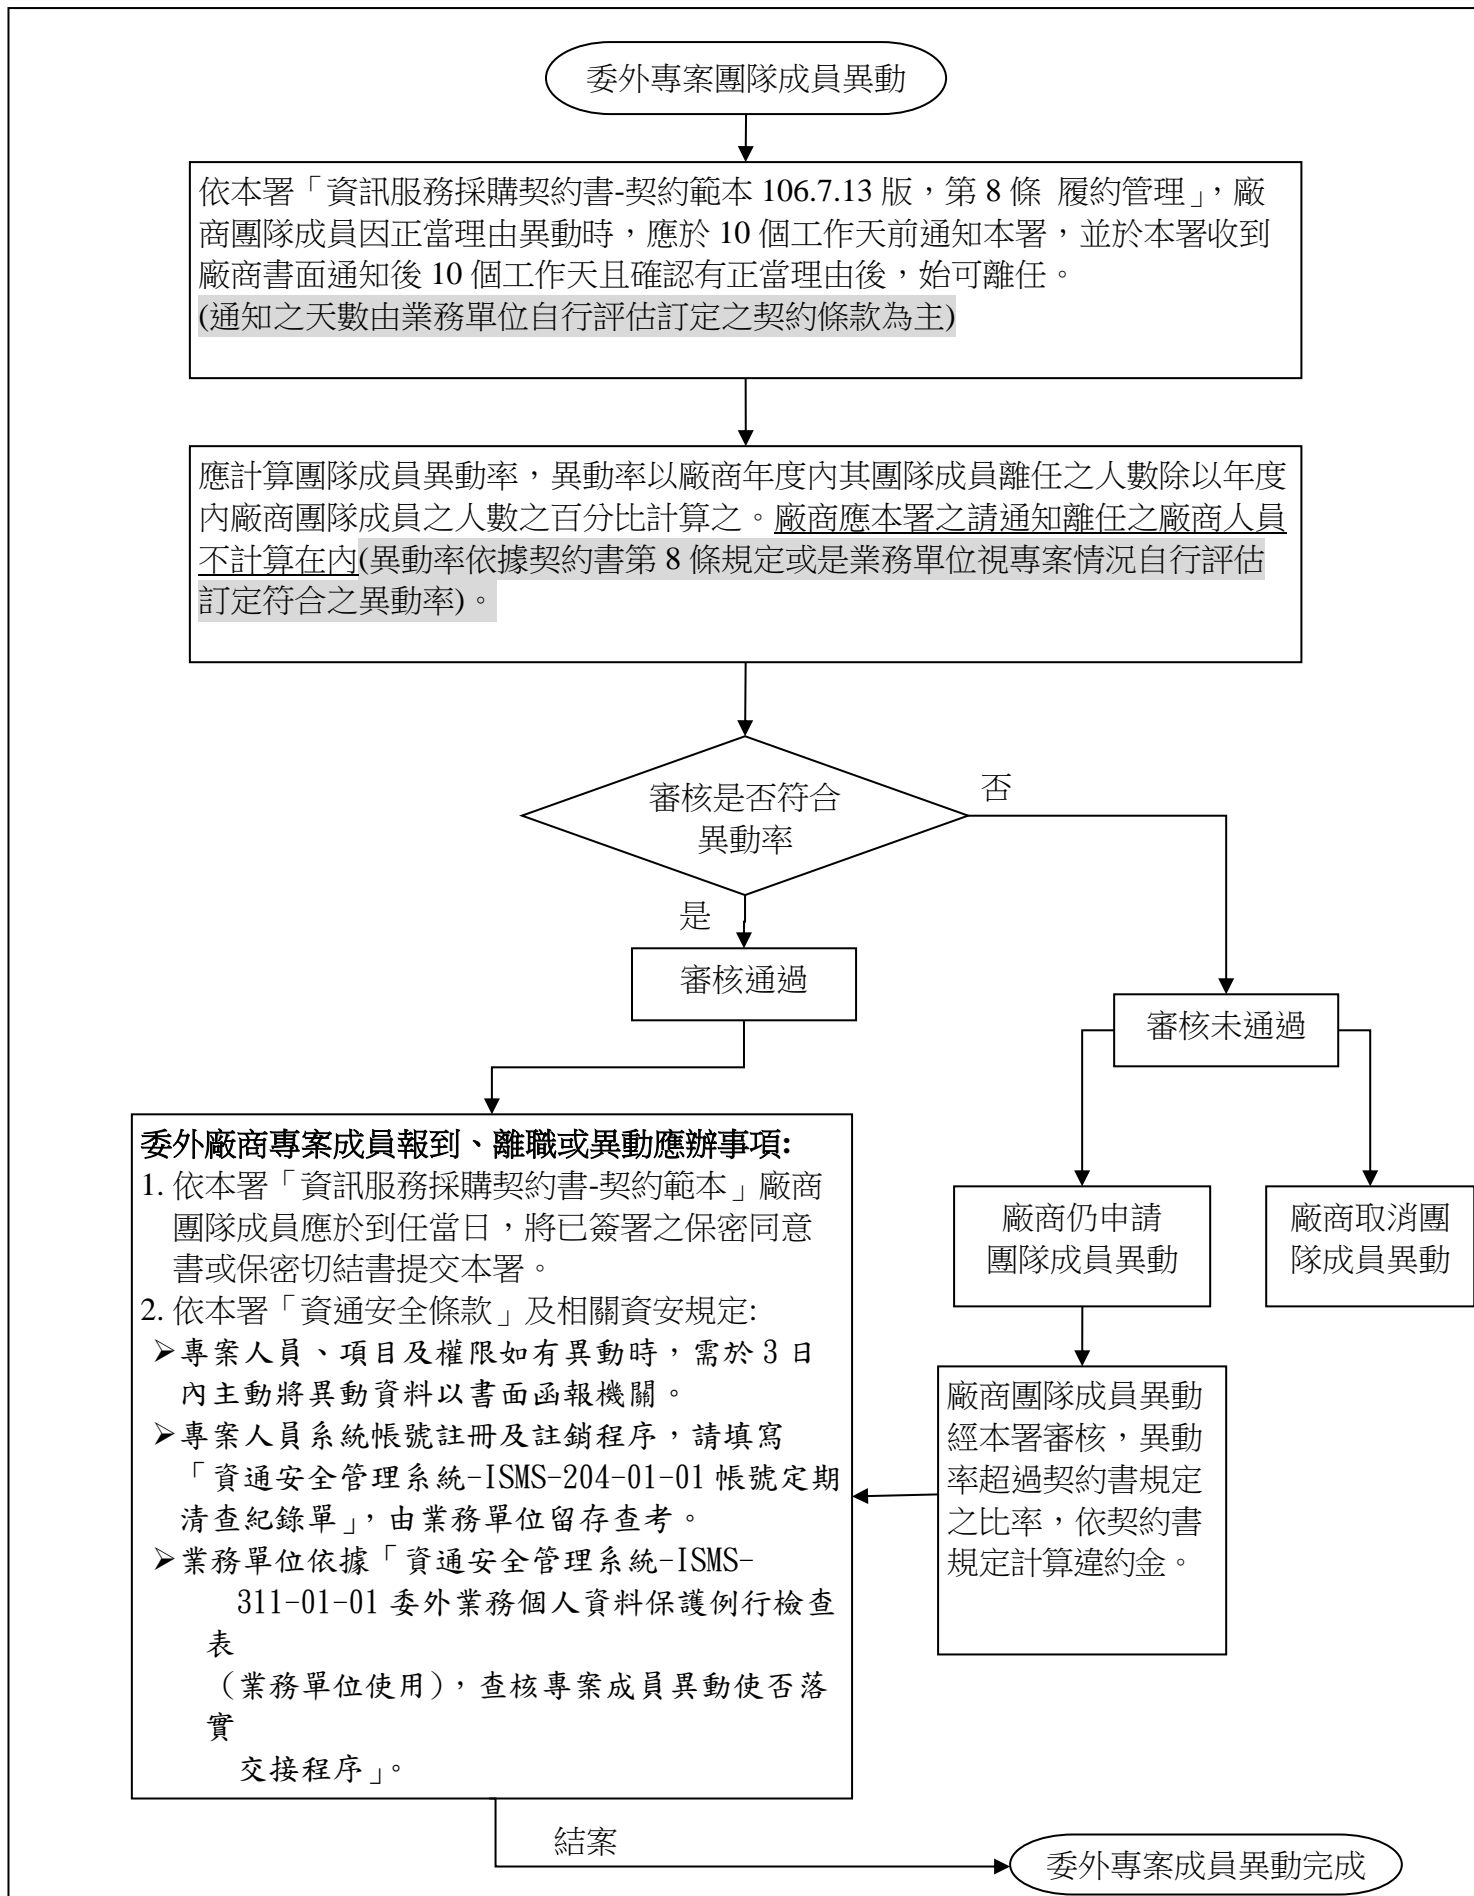 委外專案團隊成員異動
依本署「資訊服務採購契約書-契約範本 106.7.13 版，第 8 條 履約管理」，廠
商團隊成員因正當理由異動時，應於 10 個工作天前通知本署，並於本署收到
廠商書面通知後 10 個工作天且確認有正當理由後，始可離任。
(通知之天數由業務單位自行評估訂定之契約條款為主)
應計算團隊成員異動率，異動率以廠商年度內其團隊成員離任之人數除以年度
內廠商團隊成員之人數之百分比計算之。廠商應本署之請通知離任之廠商人員
不計算在內(異動率依據契約書第 8 條規定或是業務單位視專案情況自行評估
訂定符合之異動率)。
審核是否符合
異動率
否
是
審核通過
審核未通過
廠商仍申請
團隊成員異動
廠商取消團
隊成員異動
廠商團隊成員異動
經本署審核，異動
率超過契約書規定
之比率，依契約書
規定計算違約金。
委外廠商專案成員報到、離職或異動應辦事項:
1. 依本署「資訊服務採購契約書-契約範本」廠商
團隊成員應於到任當日，將已簽署之保密同意
書或保密切結書提交本署。
2. 依本署「資通安全條款」及相關資安規定:
➢專案人員、項目及權限如有異動時，需於 3 日
內主動將異動資料以書面函報機關。
➢專案人員系統帳號註冊及註銷程序，請填寫
「資通安全管理系統-ISMS-204-01-01 帳號定期
清查紀錄單」，由業務單位留存查考。
➢業務單位依據「資通安全管理系統-ISMS-
311-01-01 委外業務個人資料保護例行檢查
表
（業務單位使用），查核專案成員異動使否落
實
交接程序」。
結案
委外專案成員異動完成